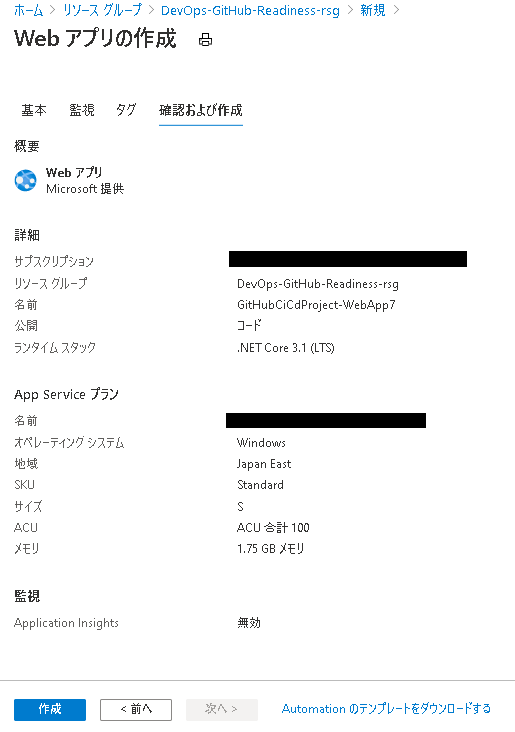 ホーム > リソース グループ > DevOps-GitHub-Readiness-rsg > 新規 >
Web アプリの作成
基本 監視 タグ 確認および作成
概要
Web アプリ
Microsoft 提供
詳細
サブスクリプション
リソース グループ DevOps-GitHub-Readiness-rsg
名前 GitHubCiCdProject-WebApp7
公開 コード
ランタイム スタック .NET Core 3.1 (LTS)
App Service プラン
名前
オペレーティング システム Windows
地域 Japan East
SKU Standard
サイズ S
ACU ACU 合計 100
メモリ 1.75 GB メモリ
監視
Application Insights 無効
作成 < 前へ 次へ > Automation のテンプレートをダウンロードする